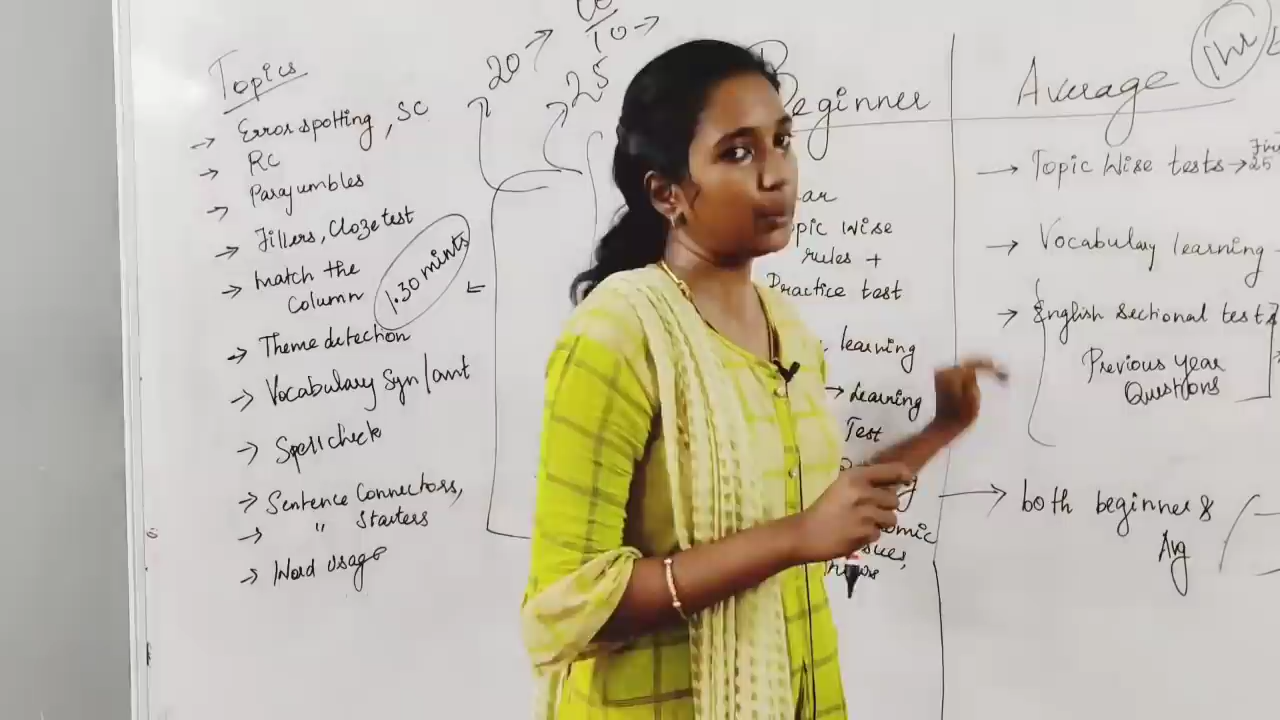 Topics
→ Error spotting, SC
→ RC
→ Parajumbles
→ Fillers, Cloze test
→ Match the
Column
→ Theme detection
→ Vocabulary Syn/ant
→ Spellcheck
→ Sentence Connectors,
→ " Starters
→ Word usage
1.30 mints
←
20 →
25
10 →
Beginner
Topic Wise
rules +
Practice test
learning
→ Learning
Test
Average
1hr
→ Topic Wise tests → 25
→ Vocabulary learning
→ English Sectional test
Previous year
Questions
→ both beginner &
Avg